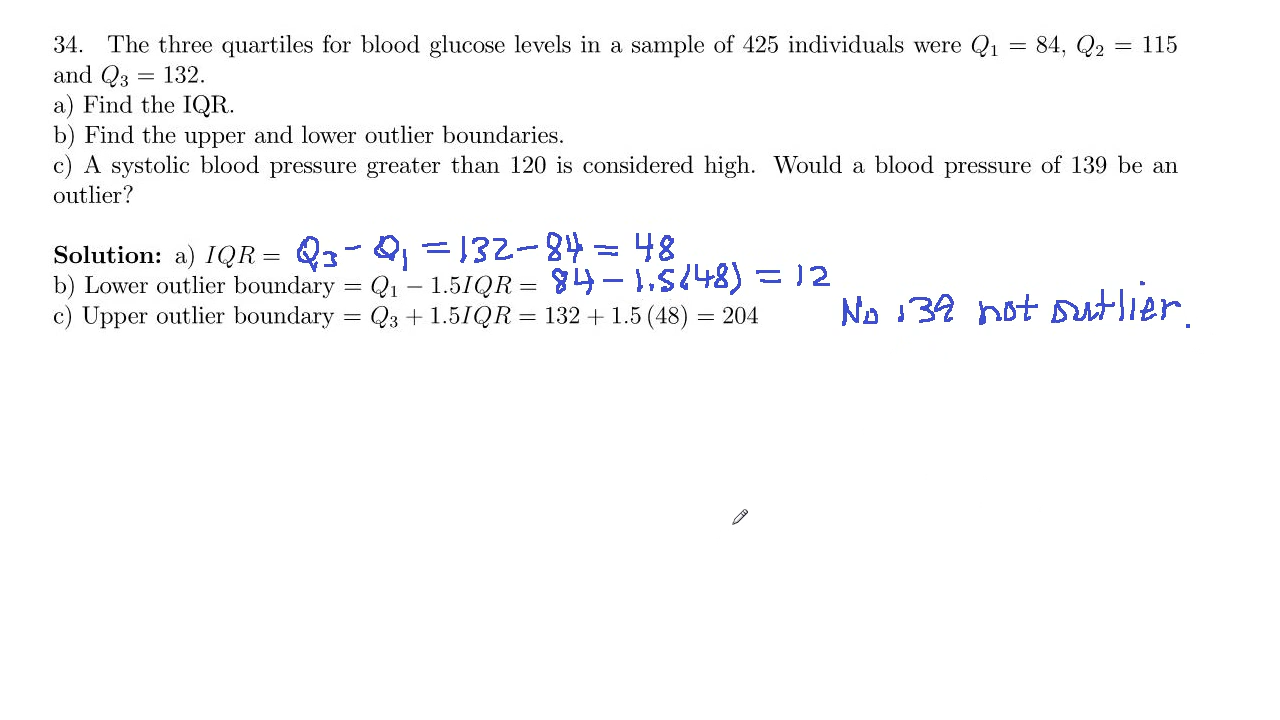 34. The three quartiles for blood glucose levels in a sample of 425 individuals were Q₁ = 84, Q₂ = 115
and Q₃ = 132.
a) Find the IQR.
b) Find the upper and lower outlier boundaries.
c) A systolic blood pressure greater than 120 is considered high. Would a blood pressure of 139 be an
outlier?
Solution: a) IQR = Q₃ − Q₁ = 132 − 84 = 48
b) Lower outlier boundary = Q₁ − 1.5IQR = 84 − 1.5(48) = 12
c) Upper outlier boundary = Q₃ + 1.5IQR = 132 + 1.5 (48) = 204 No 139 not outlier.